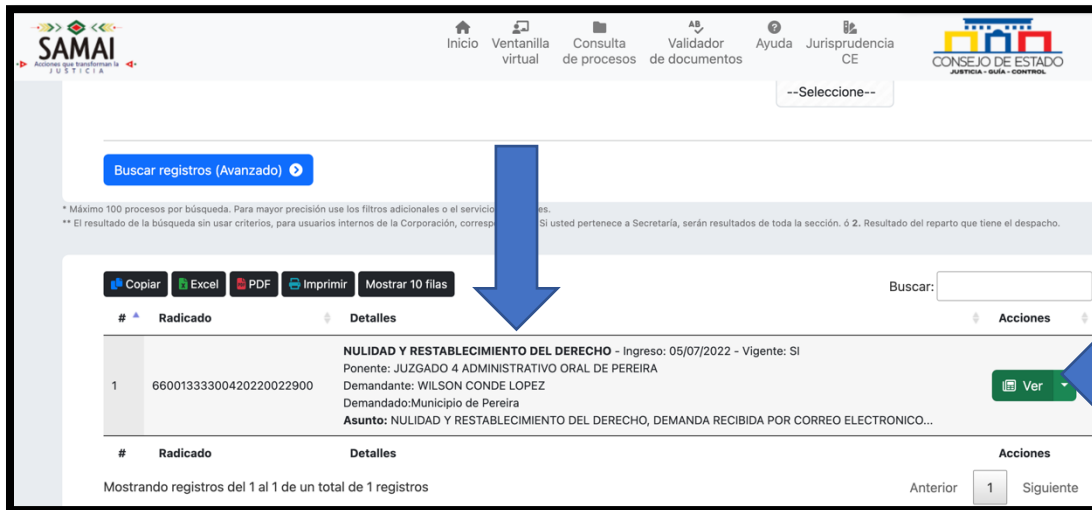 SAMAI
Acciones que transforman la
JUSTICIA
Inicio
Ventanilla virtual
Consulta de procesos
Validador de documentos
Ayuda
Jurisprudencia CE
CONSEJO DE ESTADO
JUSTICIA - GUÍA - CONTROL
--Seleccione--
Buscar registros (Avanzado)
* Máximo 100 procesos por búsqueda. Para mayor precisión use los filtros adicionales o el servicio
** El resultado de la búsqueda sin usar criterios, para usuarios internos de la Corporación, Si usted pertenece a Secretaría, serán resultados de toda la sección. ó 2. Resultado del reparto que tiene el despacho.
Copiar Excel PDF Imprimir Mostrar 10 filas
Buscar:
# Radicado Detalles Acciones
NULIDAD Y RESTABLECIMIENTO DEL DERECHO - Ingreso: 05/07/2022 - Vigente: SI
Ponente: JUZGADO 4 ADMINISTRATIVO ORAL DE PEREIRA
1 66001333300420220022900 Demandante: WILSON CONDE LOPEZ Ver
Demandado:Municipio de Pereira
Asunto: NULIDAD Y RESTABLECIMIENTO DEL DERECHO, DEMANDA RECIBIDA POR CORREO ELECTRONICO...
# Radicado Detalles Acciones
Mostrando registros del 1 al 1 de un total de 1 registros
Anterior 1 Siguiente